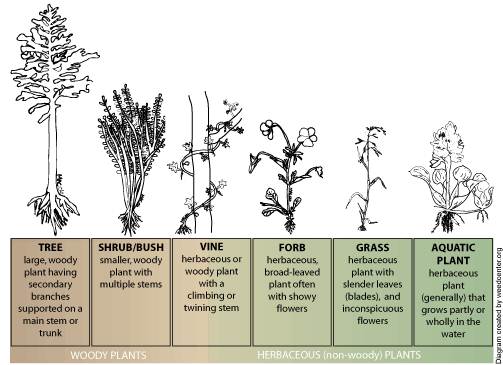 TREE
large, woody
plant having
secondary
branches
supported on a
main stem or
trunk
SHRUB/BUSH
smaller, woody
plant with
multiple stems
VINE
herbaceous or
woody plant
with a
climbing or
twining stem
FORB
herbaceous,
broad-leaved
plant often
with showy
flowers
GRASS
herbaceous
plant with
slender leaves
(blades), and
inconspicuous
flowers
AQUATIC
PLANT
herbaceous
plant
(generally) that
grows partly or
wholly in the
water
WOODY PLANTS
HERBACEOUS (non-woody) PLANTS
Diagram created by weedcenter.org